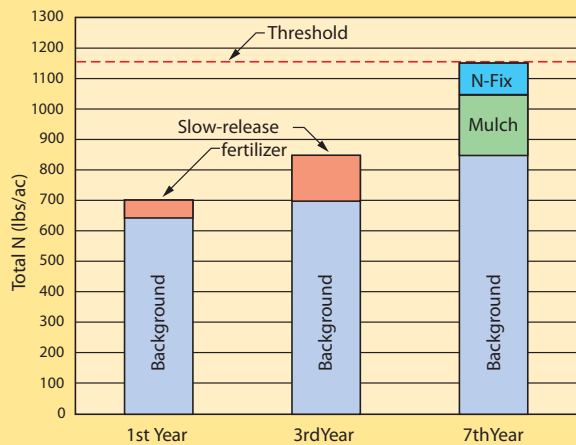 1300
1200
1100
1000
900
800
700
600
500
400
300
200
100
0
Total N (lbs/ac)
Threshold
Slow-release
fertilizer
N-Fix
Mulch
Background
Background
Background
1st Year
3rdYear
7thYear